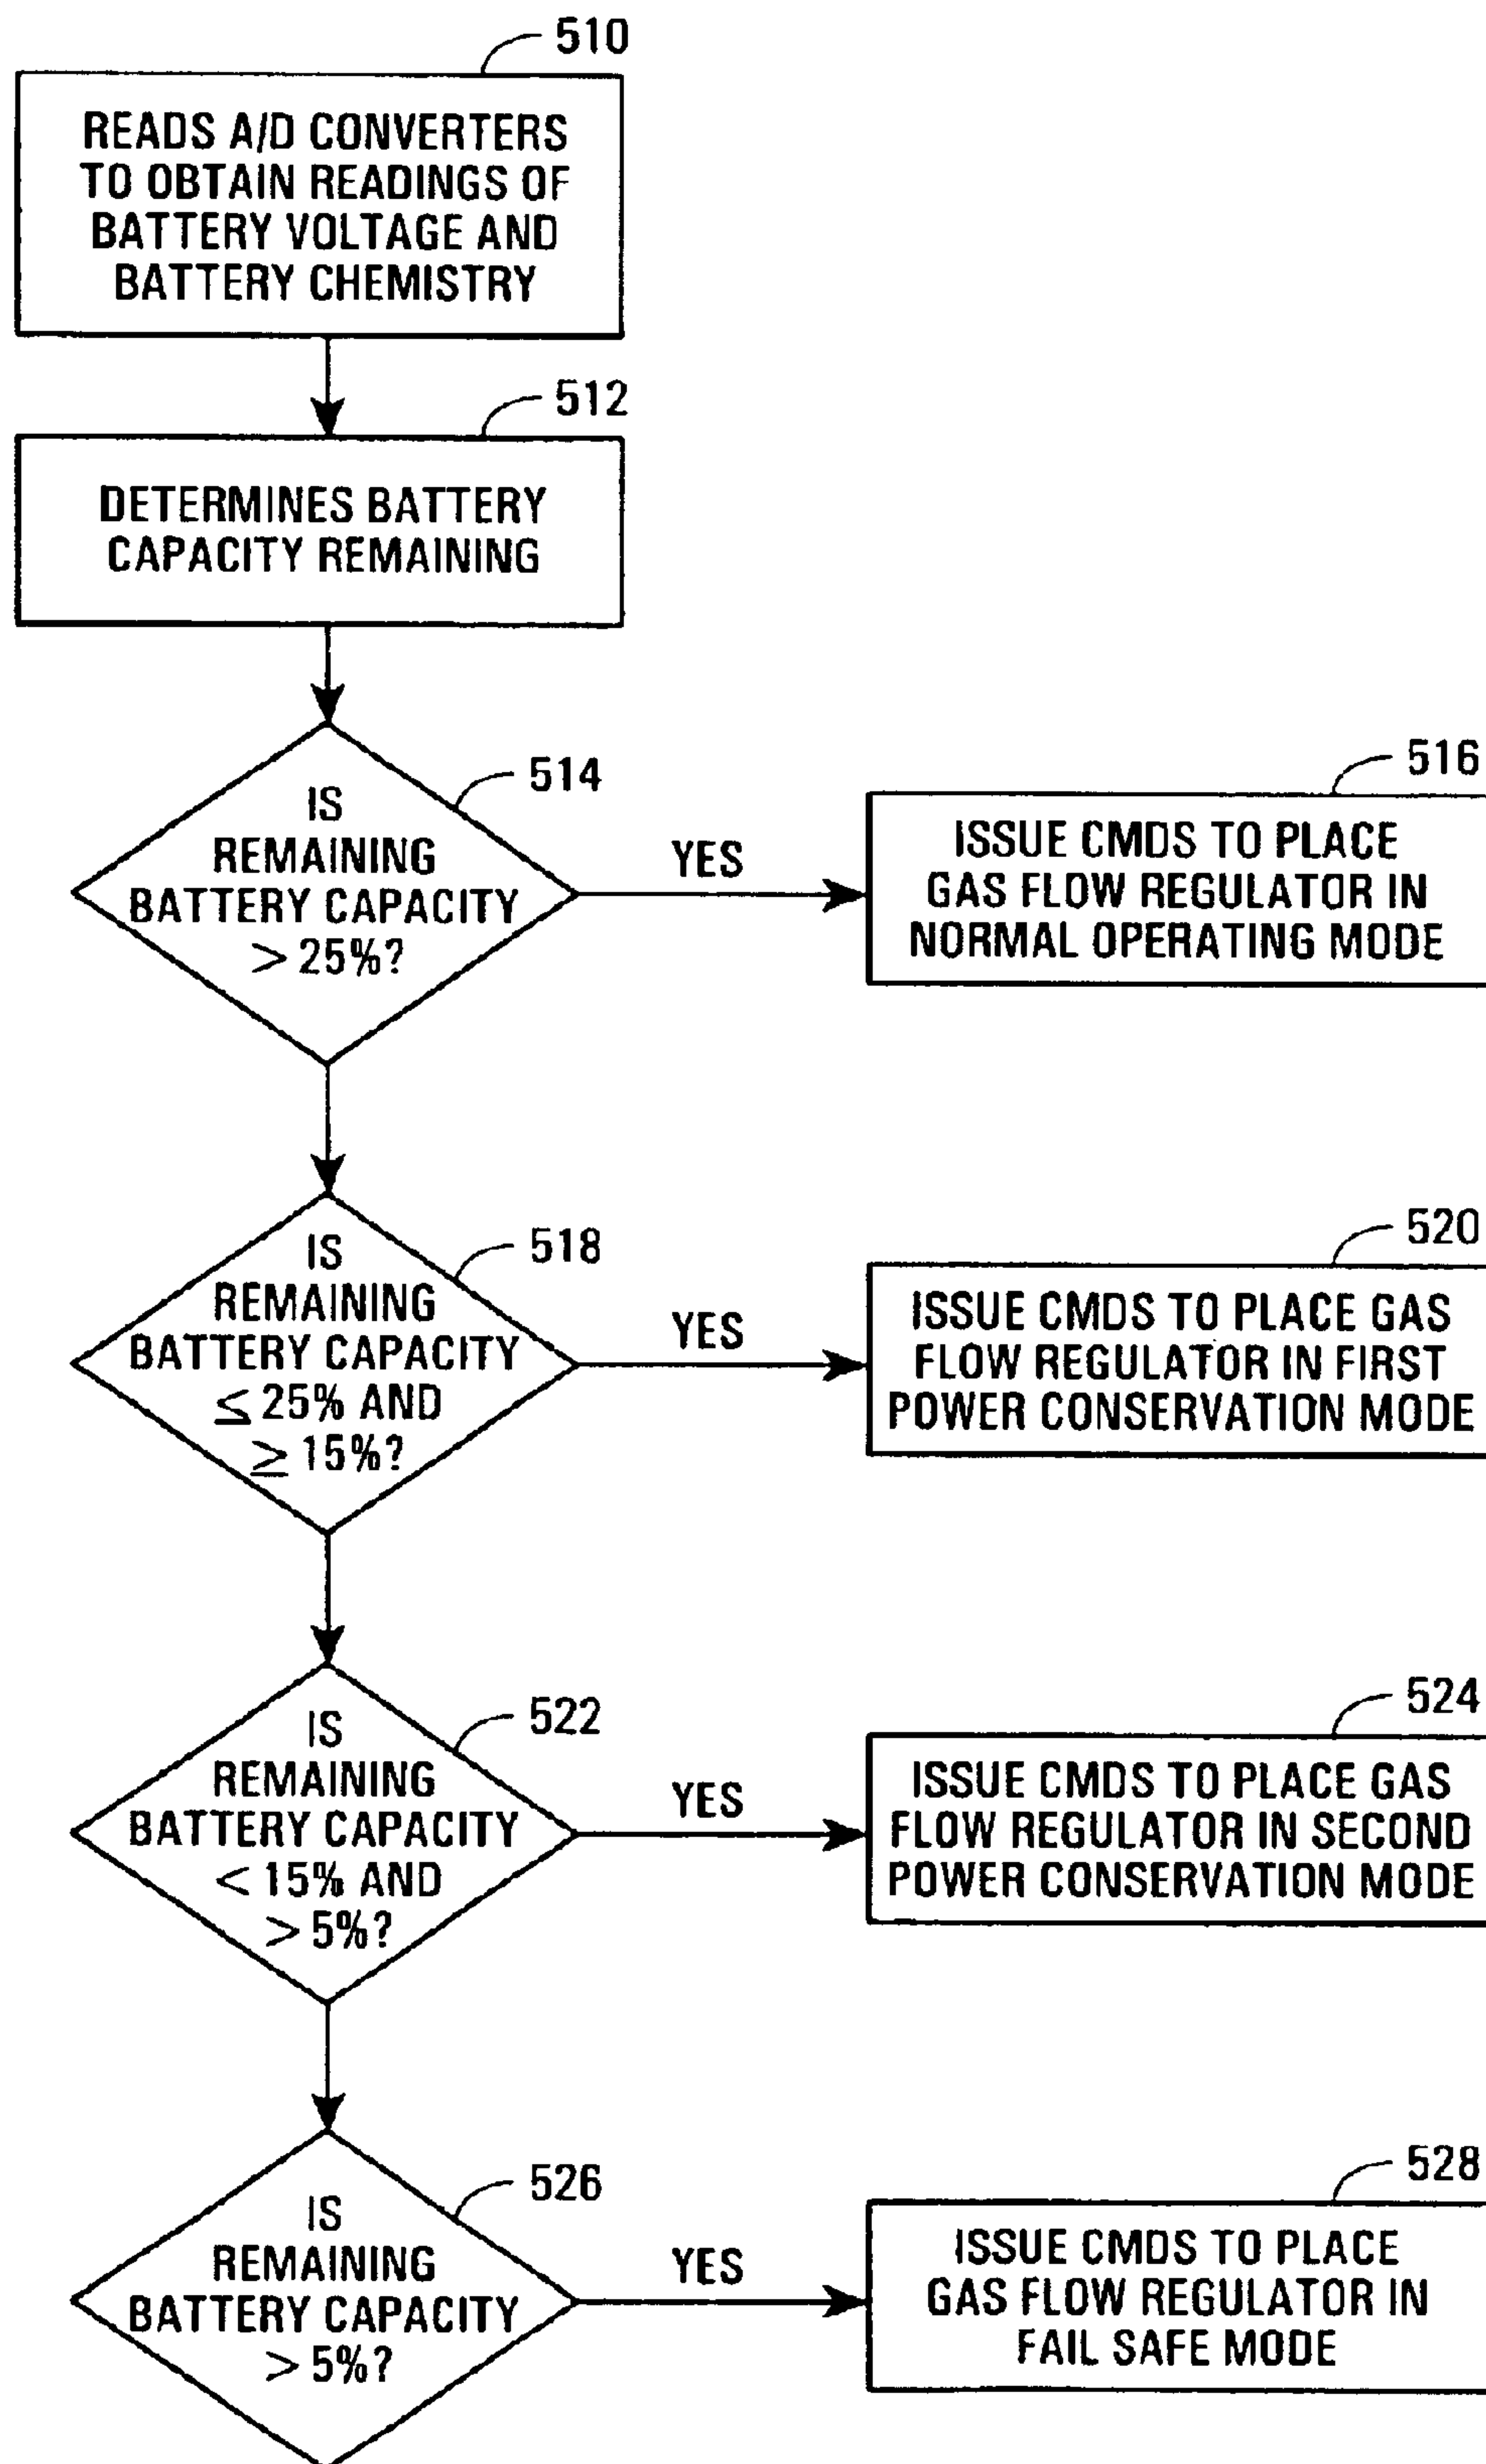 510
READS A/D CONVERTERS
TO OBTAIN READINGS OF
BATTERY VOLTAGE AND
BATTERY CHEMISTRY
512
DETERMINES BATTERY
CAPACITY REMAINING
514
IS
REMAINING
BATTERY CAPACITY
> 25%?
YES
516
ISSUE CMDS TO PLACE
GAS FLOW REGULATOR IN
NORMAL OPERATING MODE
518
IS
REMAINING
BATTERY CAPACITY
≤ 25% AND
≥ 15%?
YES
520
ISSUE CMDS TO PLACE GAS
FLOW REGULATOR IN FIRST
POWER CONSERVATION MODE
522
IS
REMAINING
BATTERY CAPACITY
< 15% AND
> 5%?
YES
524
ISSUE CMDS TO PLACE GAS
FLOW REGULATOR IN SECOND
POWER CONSERVATION MODE
526
IS
REMAINING
BATTERY CAPACITY
> 5%?
YES
528
ISSUE CMDS TO PLACE
GAS FLOW REGULATOR IN
FAIL SAFE MODE